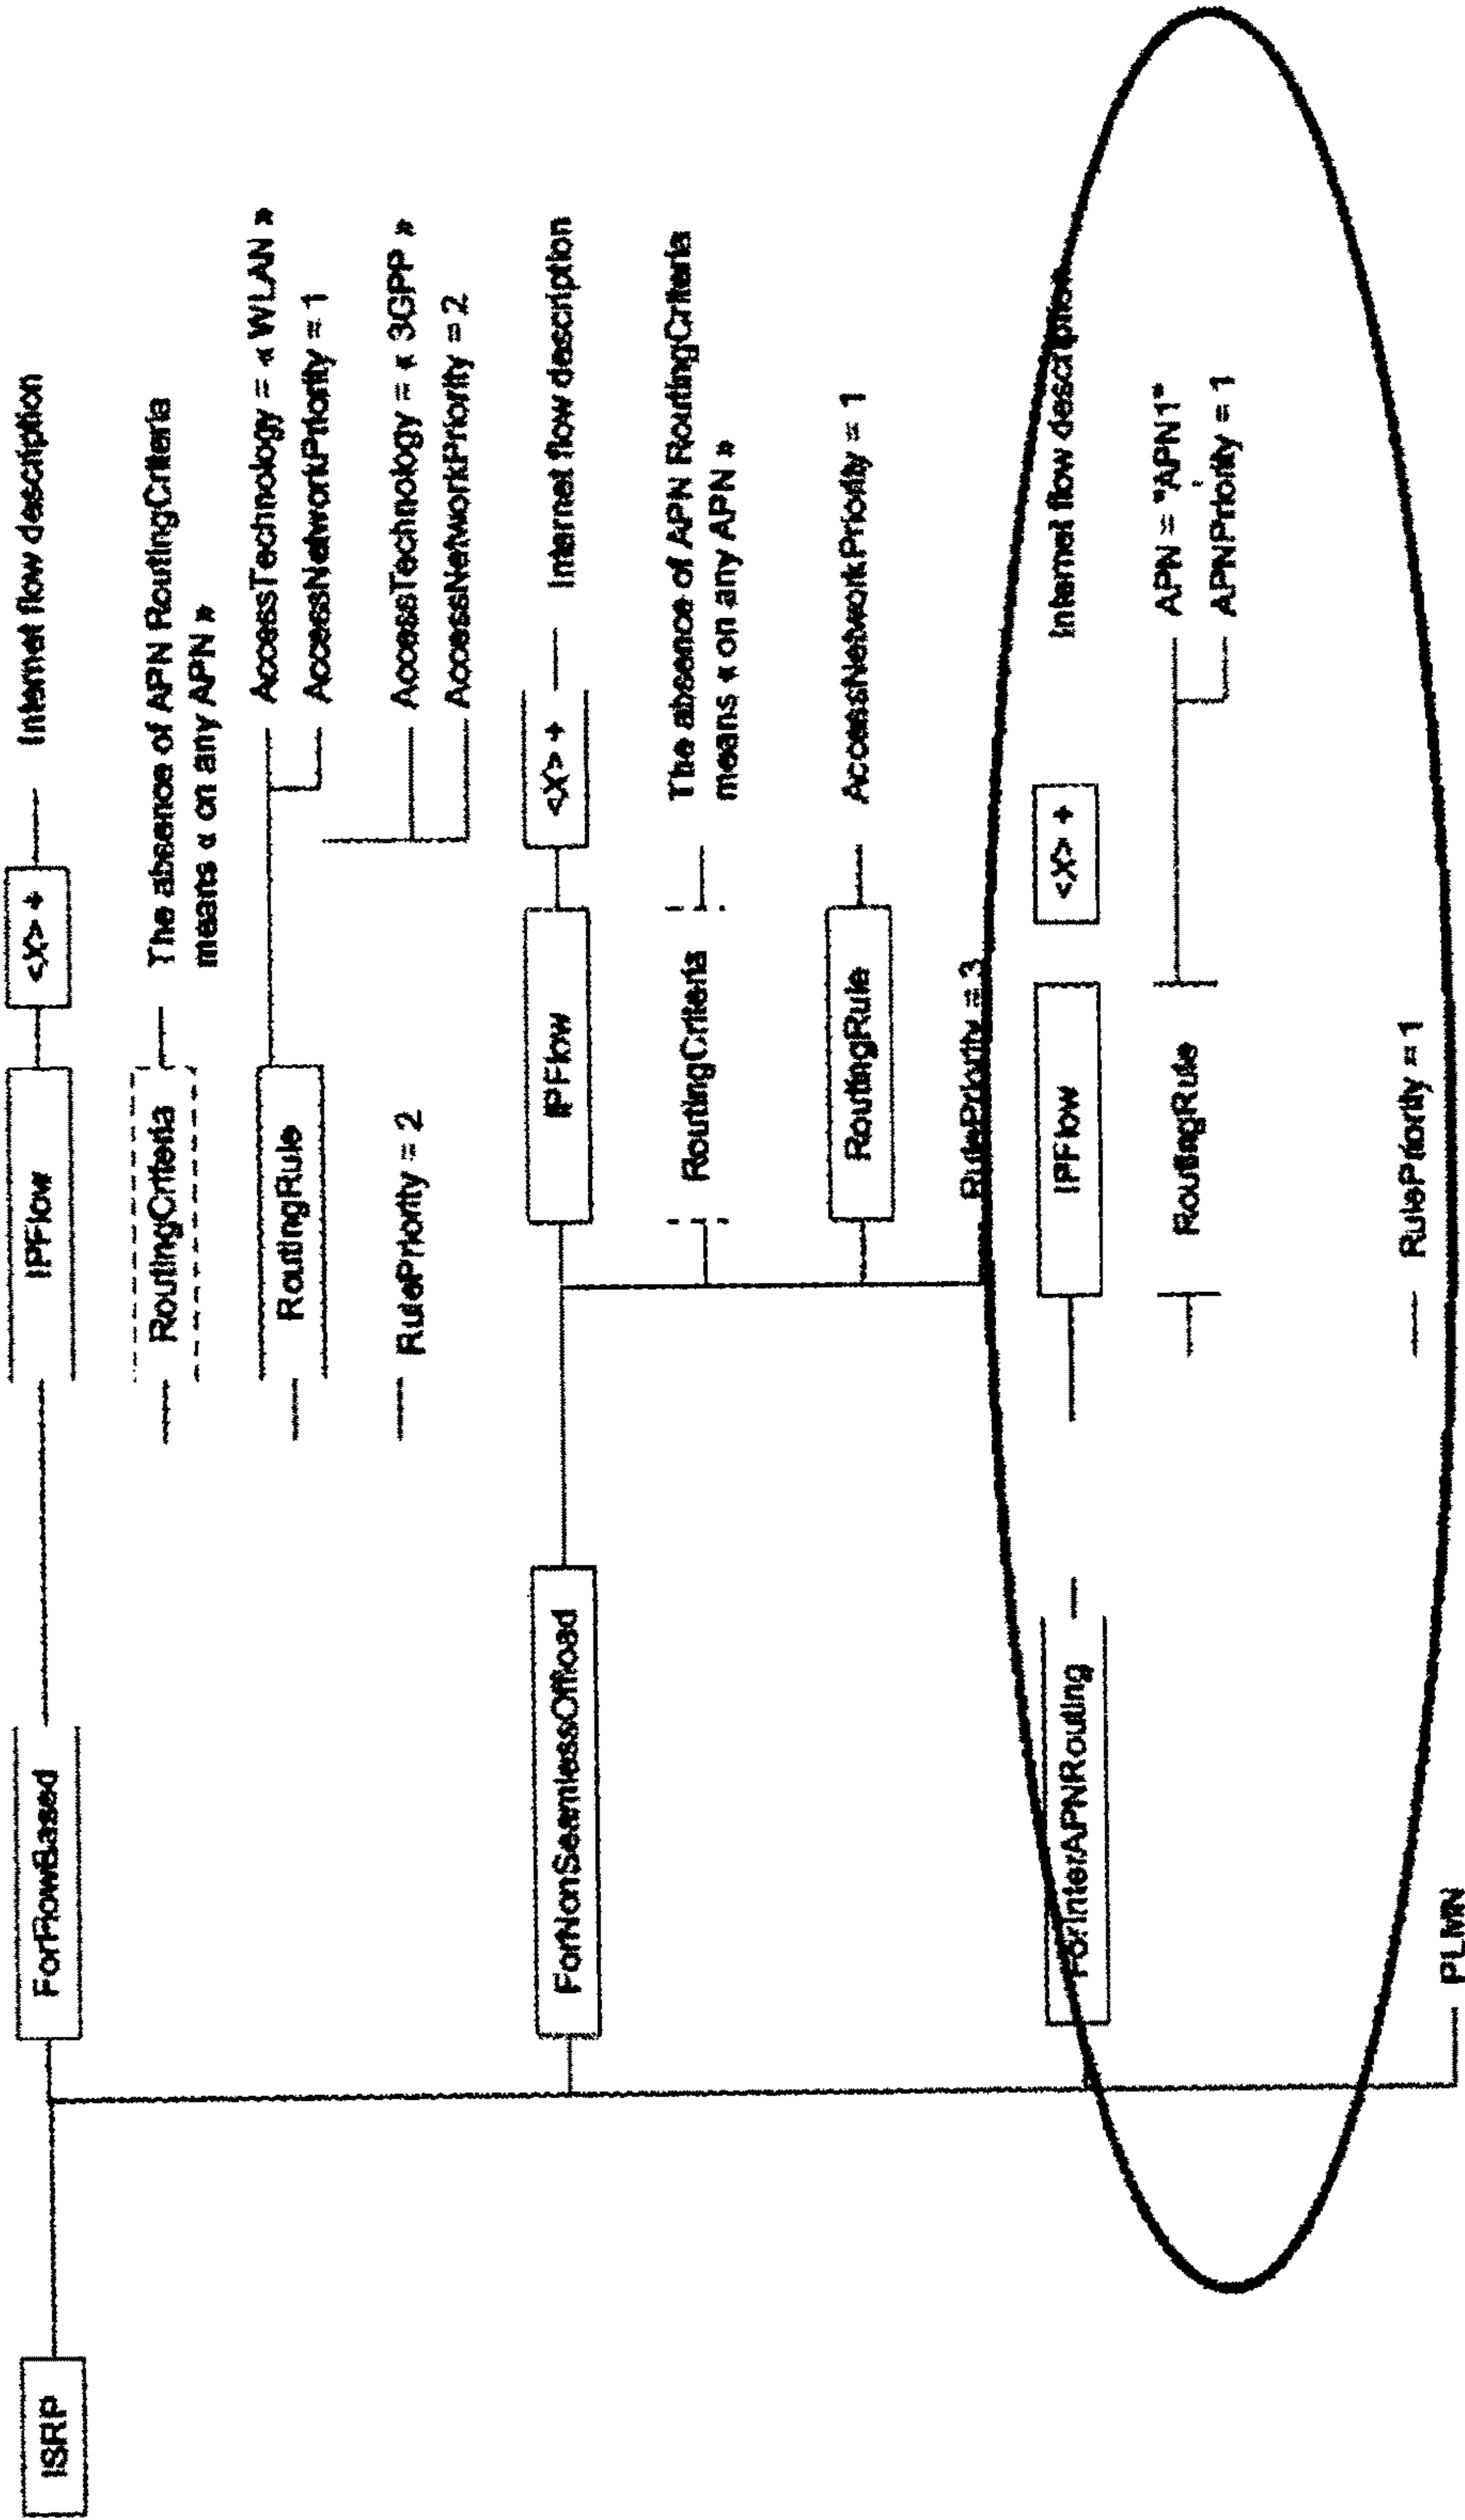 ISRP
ForFlowBased
IPFlow
<X> +
Internet flow description
RoutingCriteria
The absence of APN RoutingCriteria
means « on any APN »
RoutingRule
AccessTechnology = « WLAN »
AccessNetworkPriority = 1
AccessTechnology = « 3GPP »
AccessNetworkPriority = 2
RulePriority = 2
ForNonSeamlessOffload
IPFlow
<X> +
Internet flow description
RoutingCriteria
The absence of APN RoutingCriteria
means « on any APN »
RoutingRule
AccessNetworkPriority = 1
RulePriority = 3
ForInterAPNRouting
IPFlow
<X> +
Internet flow description
RoutingRule
APN = "APN1"
APNPriority = 1
RulePriority = 1
PLMN